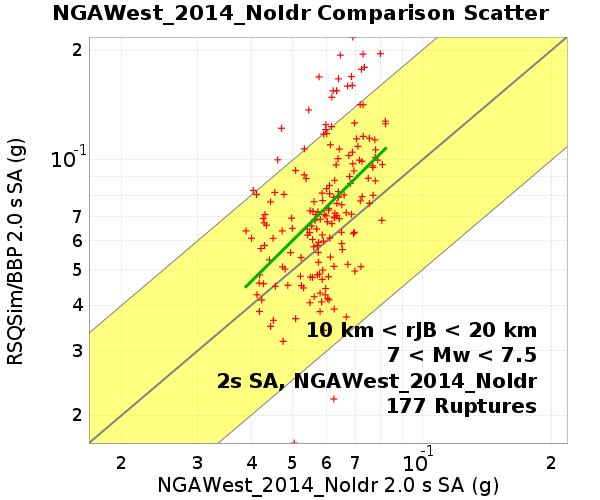 NGAWest_2014_NoIdr Comparison Scatter
RSQSim/BBP 2.0 s SA (g)
2
10⁻¹
7
6
5
4
3
2
10 km < rJB < 20 km
7 < Mw < 7.5
2s SA, NGAWest_2014_NoIdr
177 Ruptures
2 3 4 5 6 7 10⁻¹ 2
NGAWest_2014_NoIdr 2.0 s SA (g)